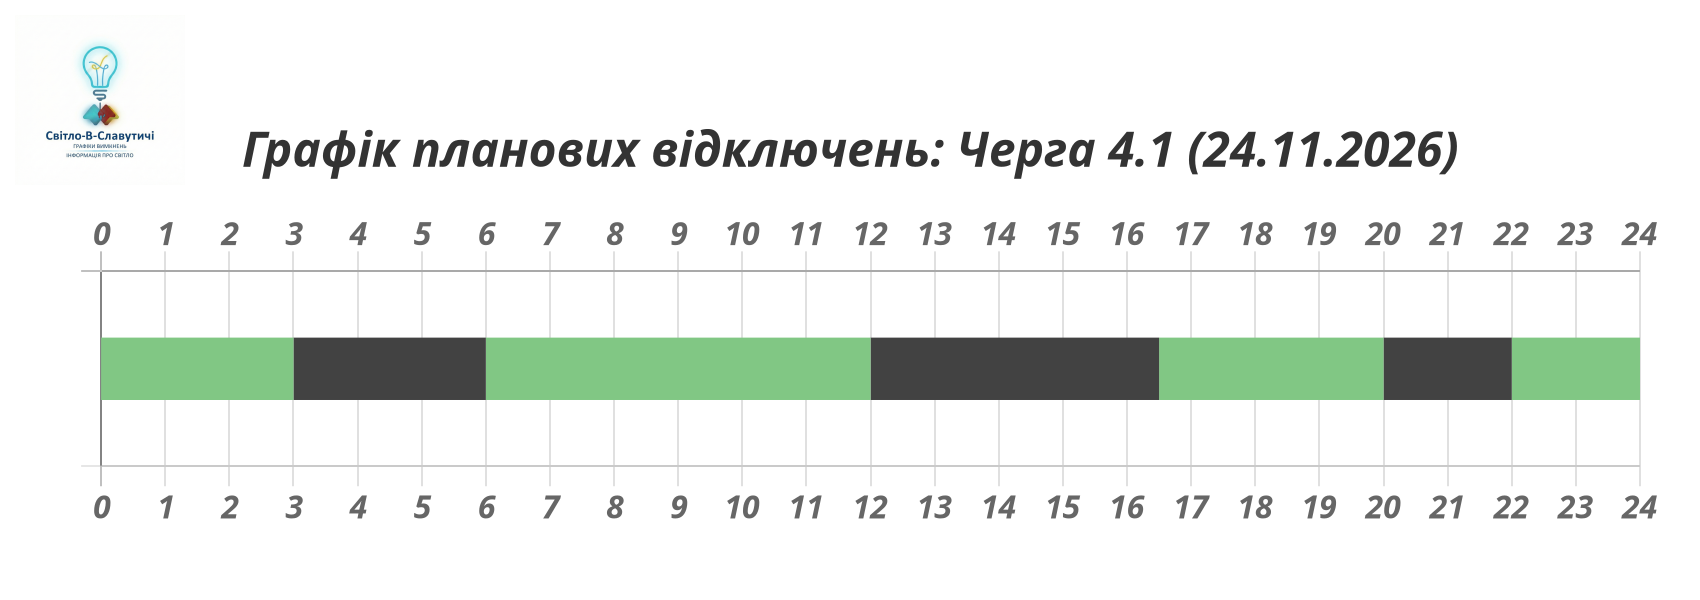 Світло-В-Славутичі
ГРАФІКИ ВИМКНЕНЬ
ІНФОРМАЦІЯ ПРО СВІТЛО
Графік планових відключень: Черга 4.1 (24.11.2026)
0 1 2 3 4 5 6 7 8 9 10 11 12 13 14 15 16 17 18 19 20 21 22 23 24
0 1 2 3 4 5 6 7 8 9 10 11 12 13 14 15 16 17 18 19 20 21 22 23 24